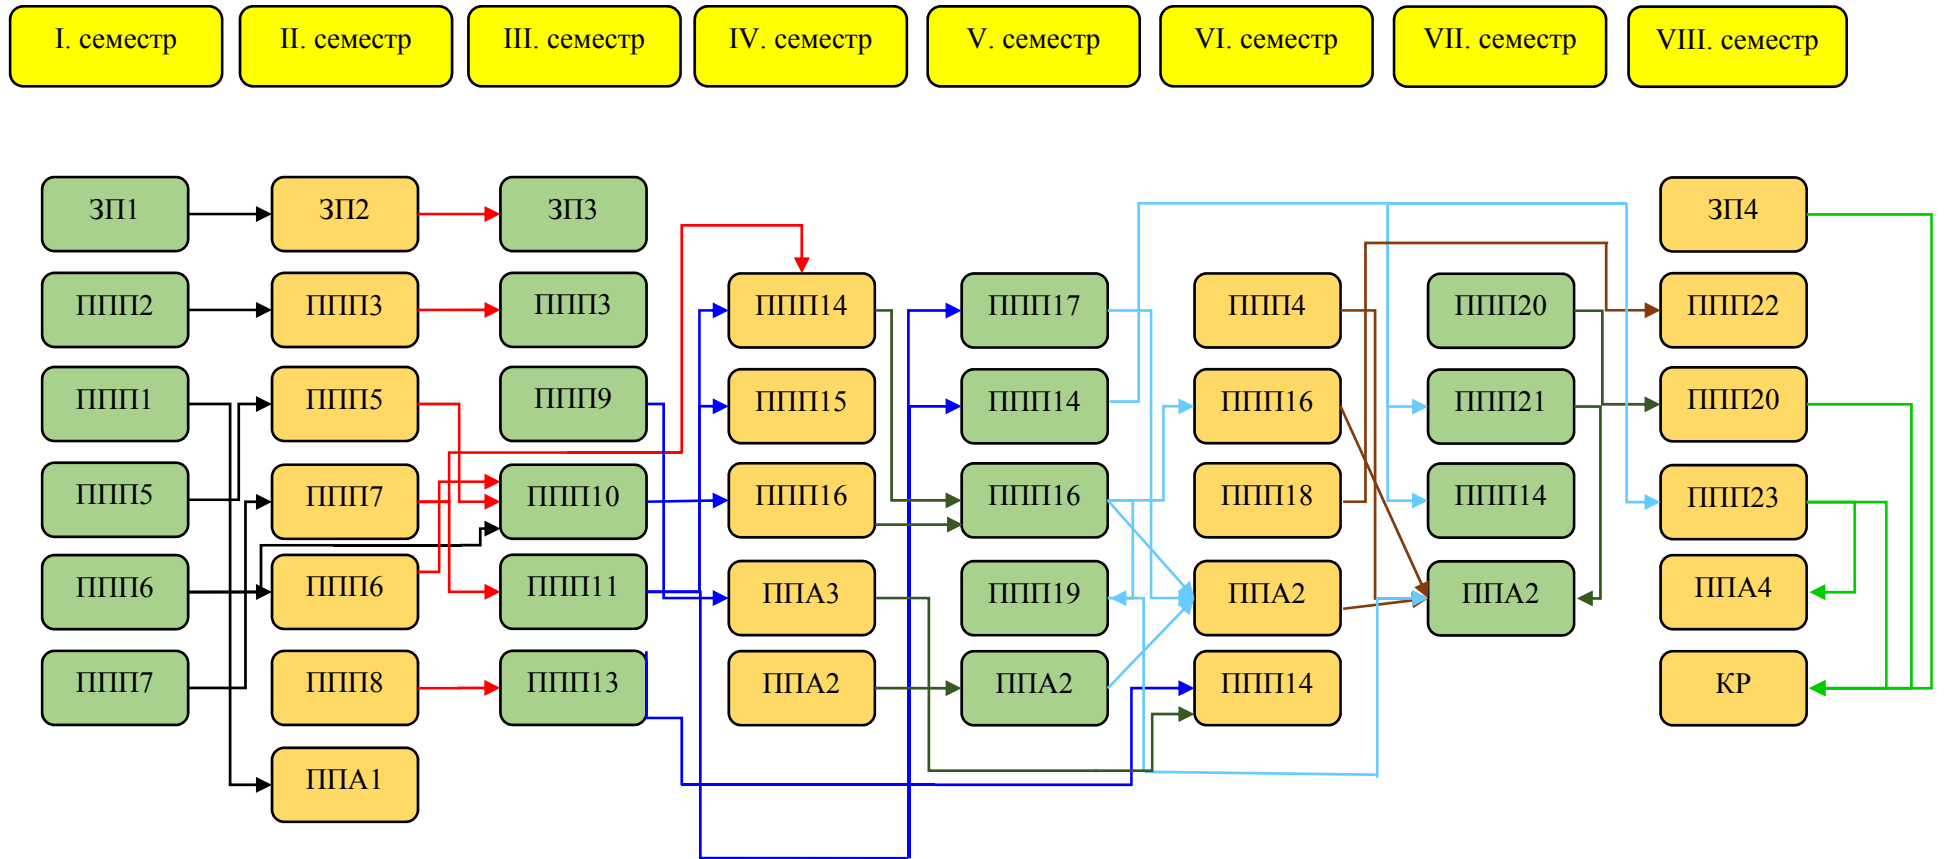 I. семестр
II. семестр
III. семестр
IV. семестр
V. семестр
VI. семестр
VII. семестр
VIII. семестр
ЗП1
ЗП2
ЗП3
ЗП4
ППП2
ППП3
ППП3
ППП14
ППП17
ППП4
ППП20
ППП22
ППП1
ППП5
ППП9
ППП15
ППП14
ППП16
ППП21
ППП20
ППП5
ППП7
ППП10
ППП16
ППП16
ППП18
ППП14
ППП23
ППП6
ППП6
ППП11
ППА3
ППП19
ППА2
ППА2
ППА4
ППП7
ППП8
ППП13
ППА2
ППА2
ППП14
КР
ППА1